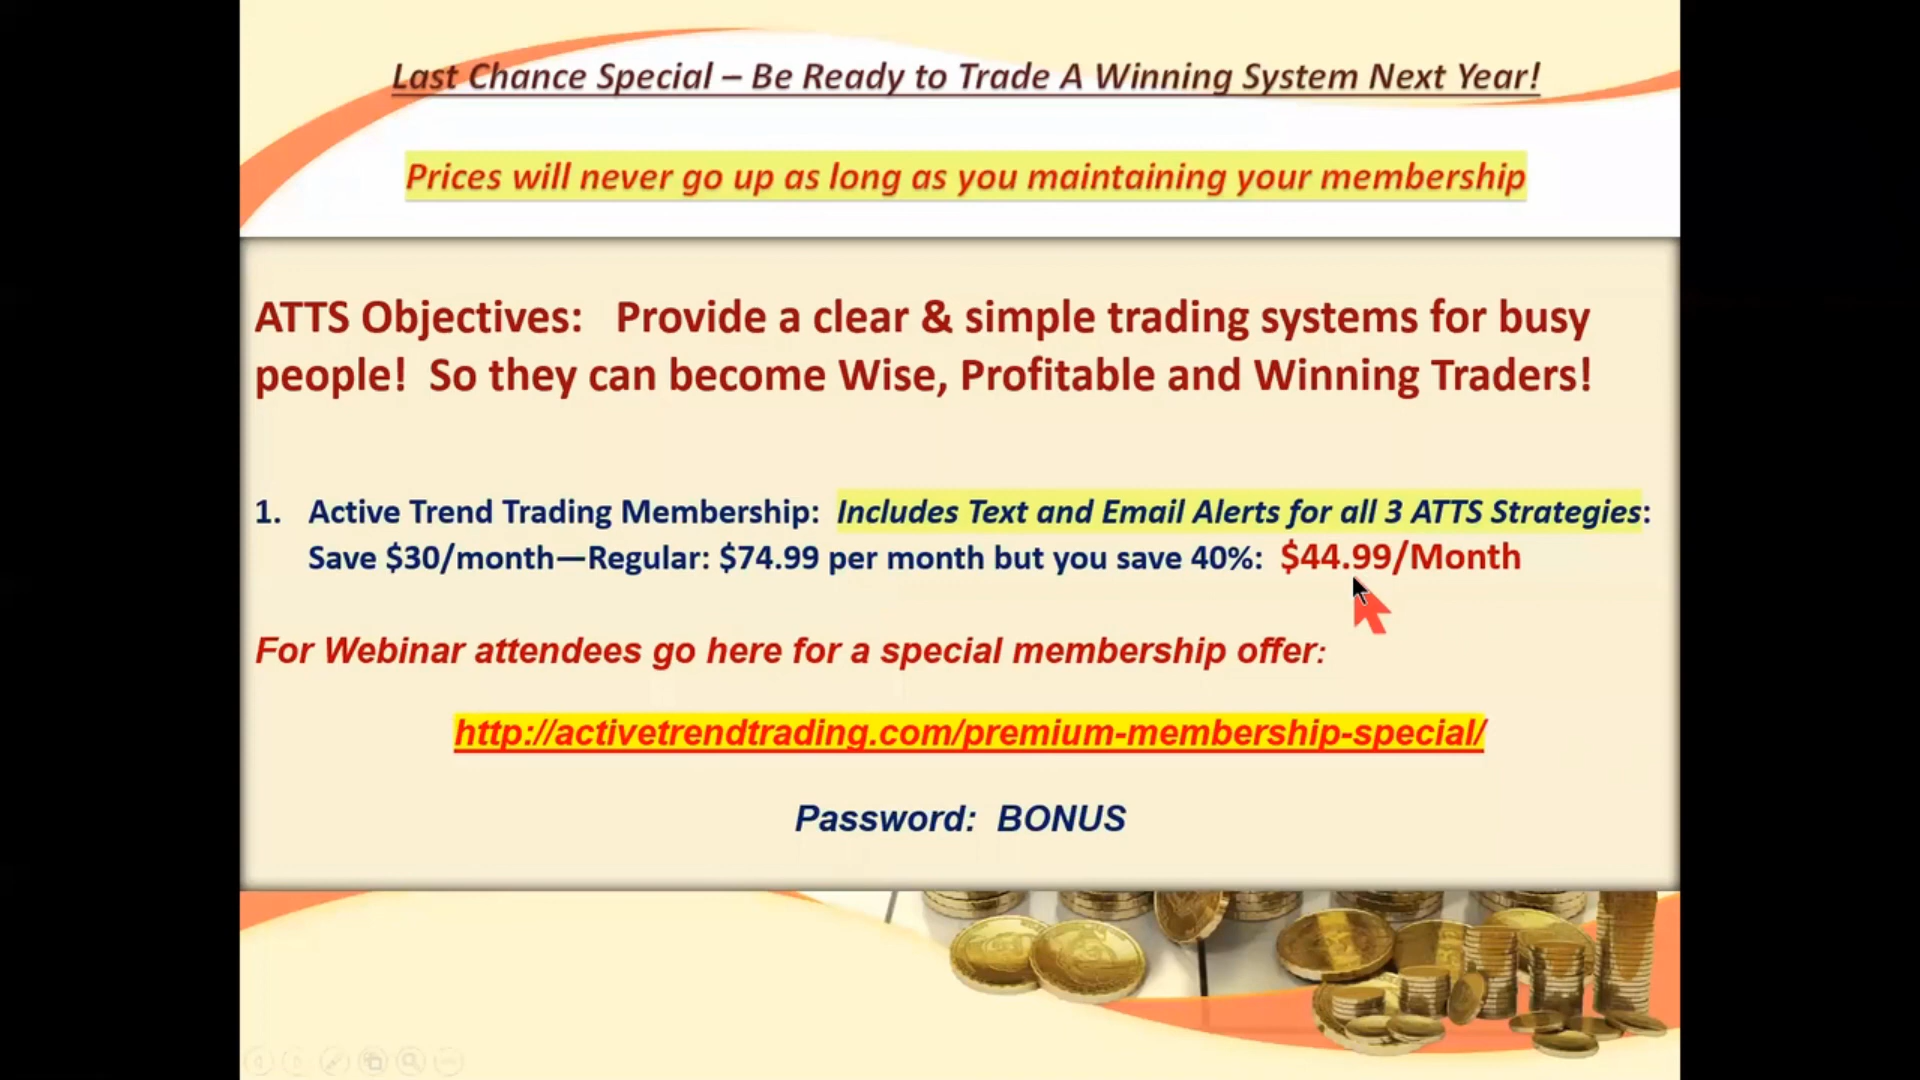 Last Chance Special – Be Ready to Trade A Winning System Next Year!
Prices will never go up as long as you maintaining your membership
ATTS Objectives: Provide a clear & simple trading systems for busy
people! So they can become Wise, Profitable and Winning Traders!
1. Active Trend Trading Membership: Includes Text and Email Alerts for all 3 ATTS Strategies:
Save $30/month—Regular: $74.99 per month but you save 40%: $44.99/Month
For Webinar attendees go here for a special membership offer:
http://activetrendtrading.com/premium-membership-special/
Password: BONUS